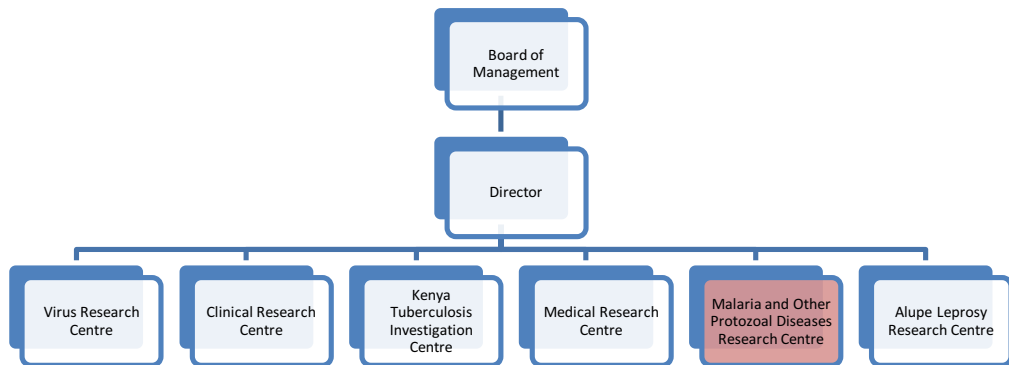 Board of
Management
Director
Virus Research
Centre
Clinical Research
Centre
Kenya
Tuberculosis
Investigation
Centre
Medical Research
Centre
Malaria and Other
Protozoal Diseases
Research Centre
Alupe Leprosy
Research Centre